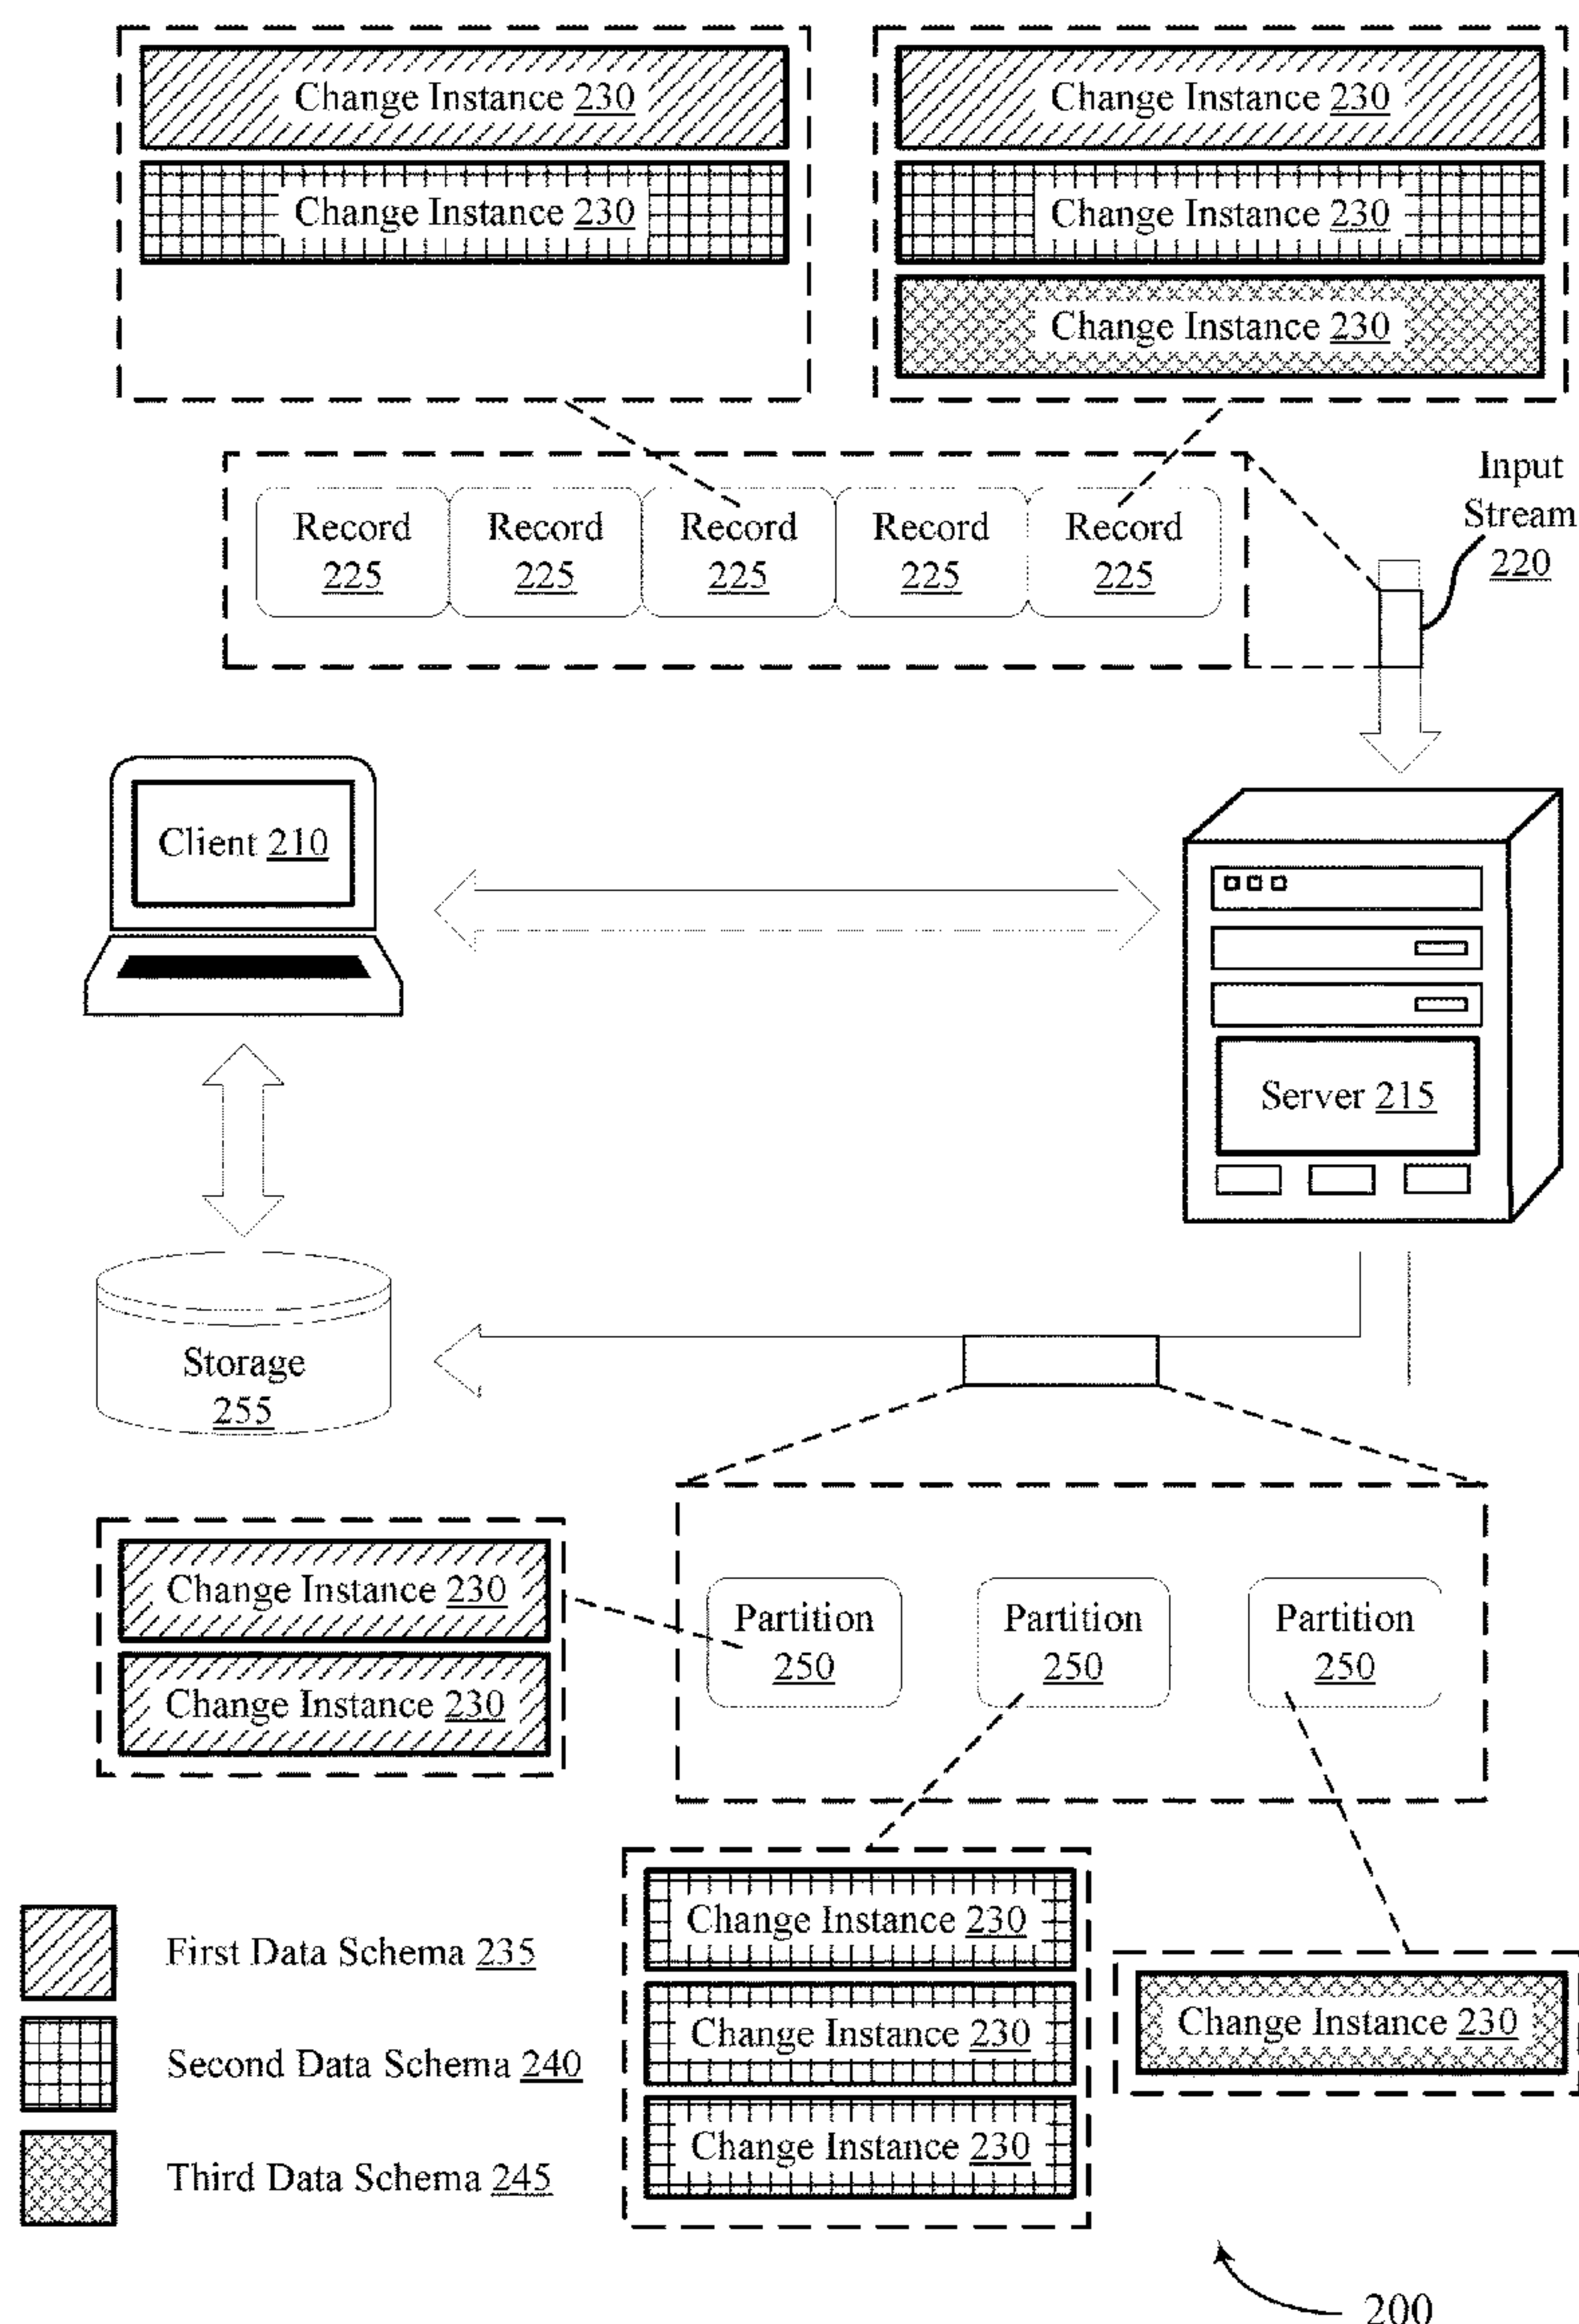 Change Instance 230
Change Instance 230
Change Instance 230
Change Instance 230
Change Instance 230
Input
Stream
220
Record
225
Record
225
Record
225
Record
225
Record
225
Client 210
Server 215
Storage
255
Change Instance 230
Change Instance 230
Partition
250
Partition
250
Partition
250
Change Instance 230
Change Instance 230
Change Instance 230
Change Instance 230
First Data Schema 235
Second Data Schema 240
Third Data Schema 245
200